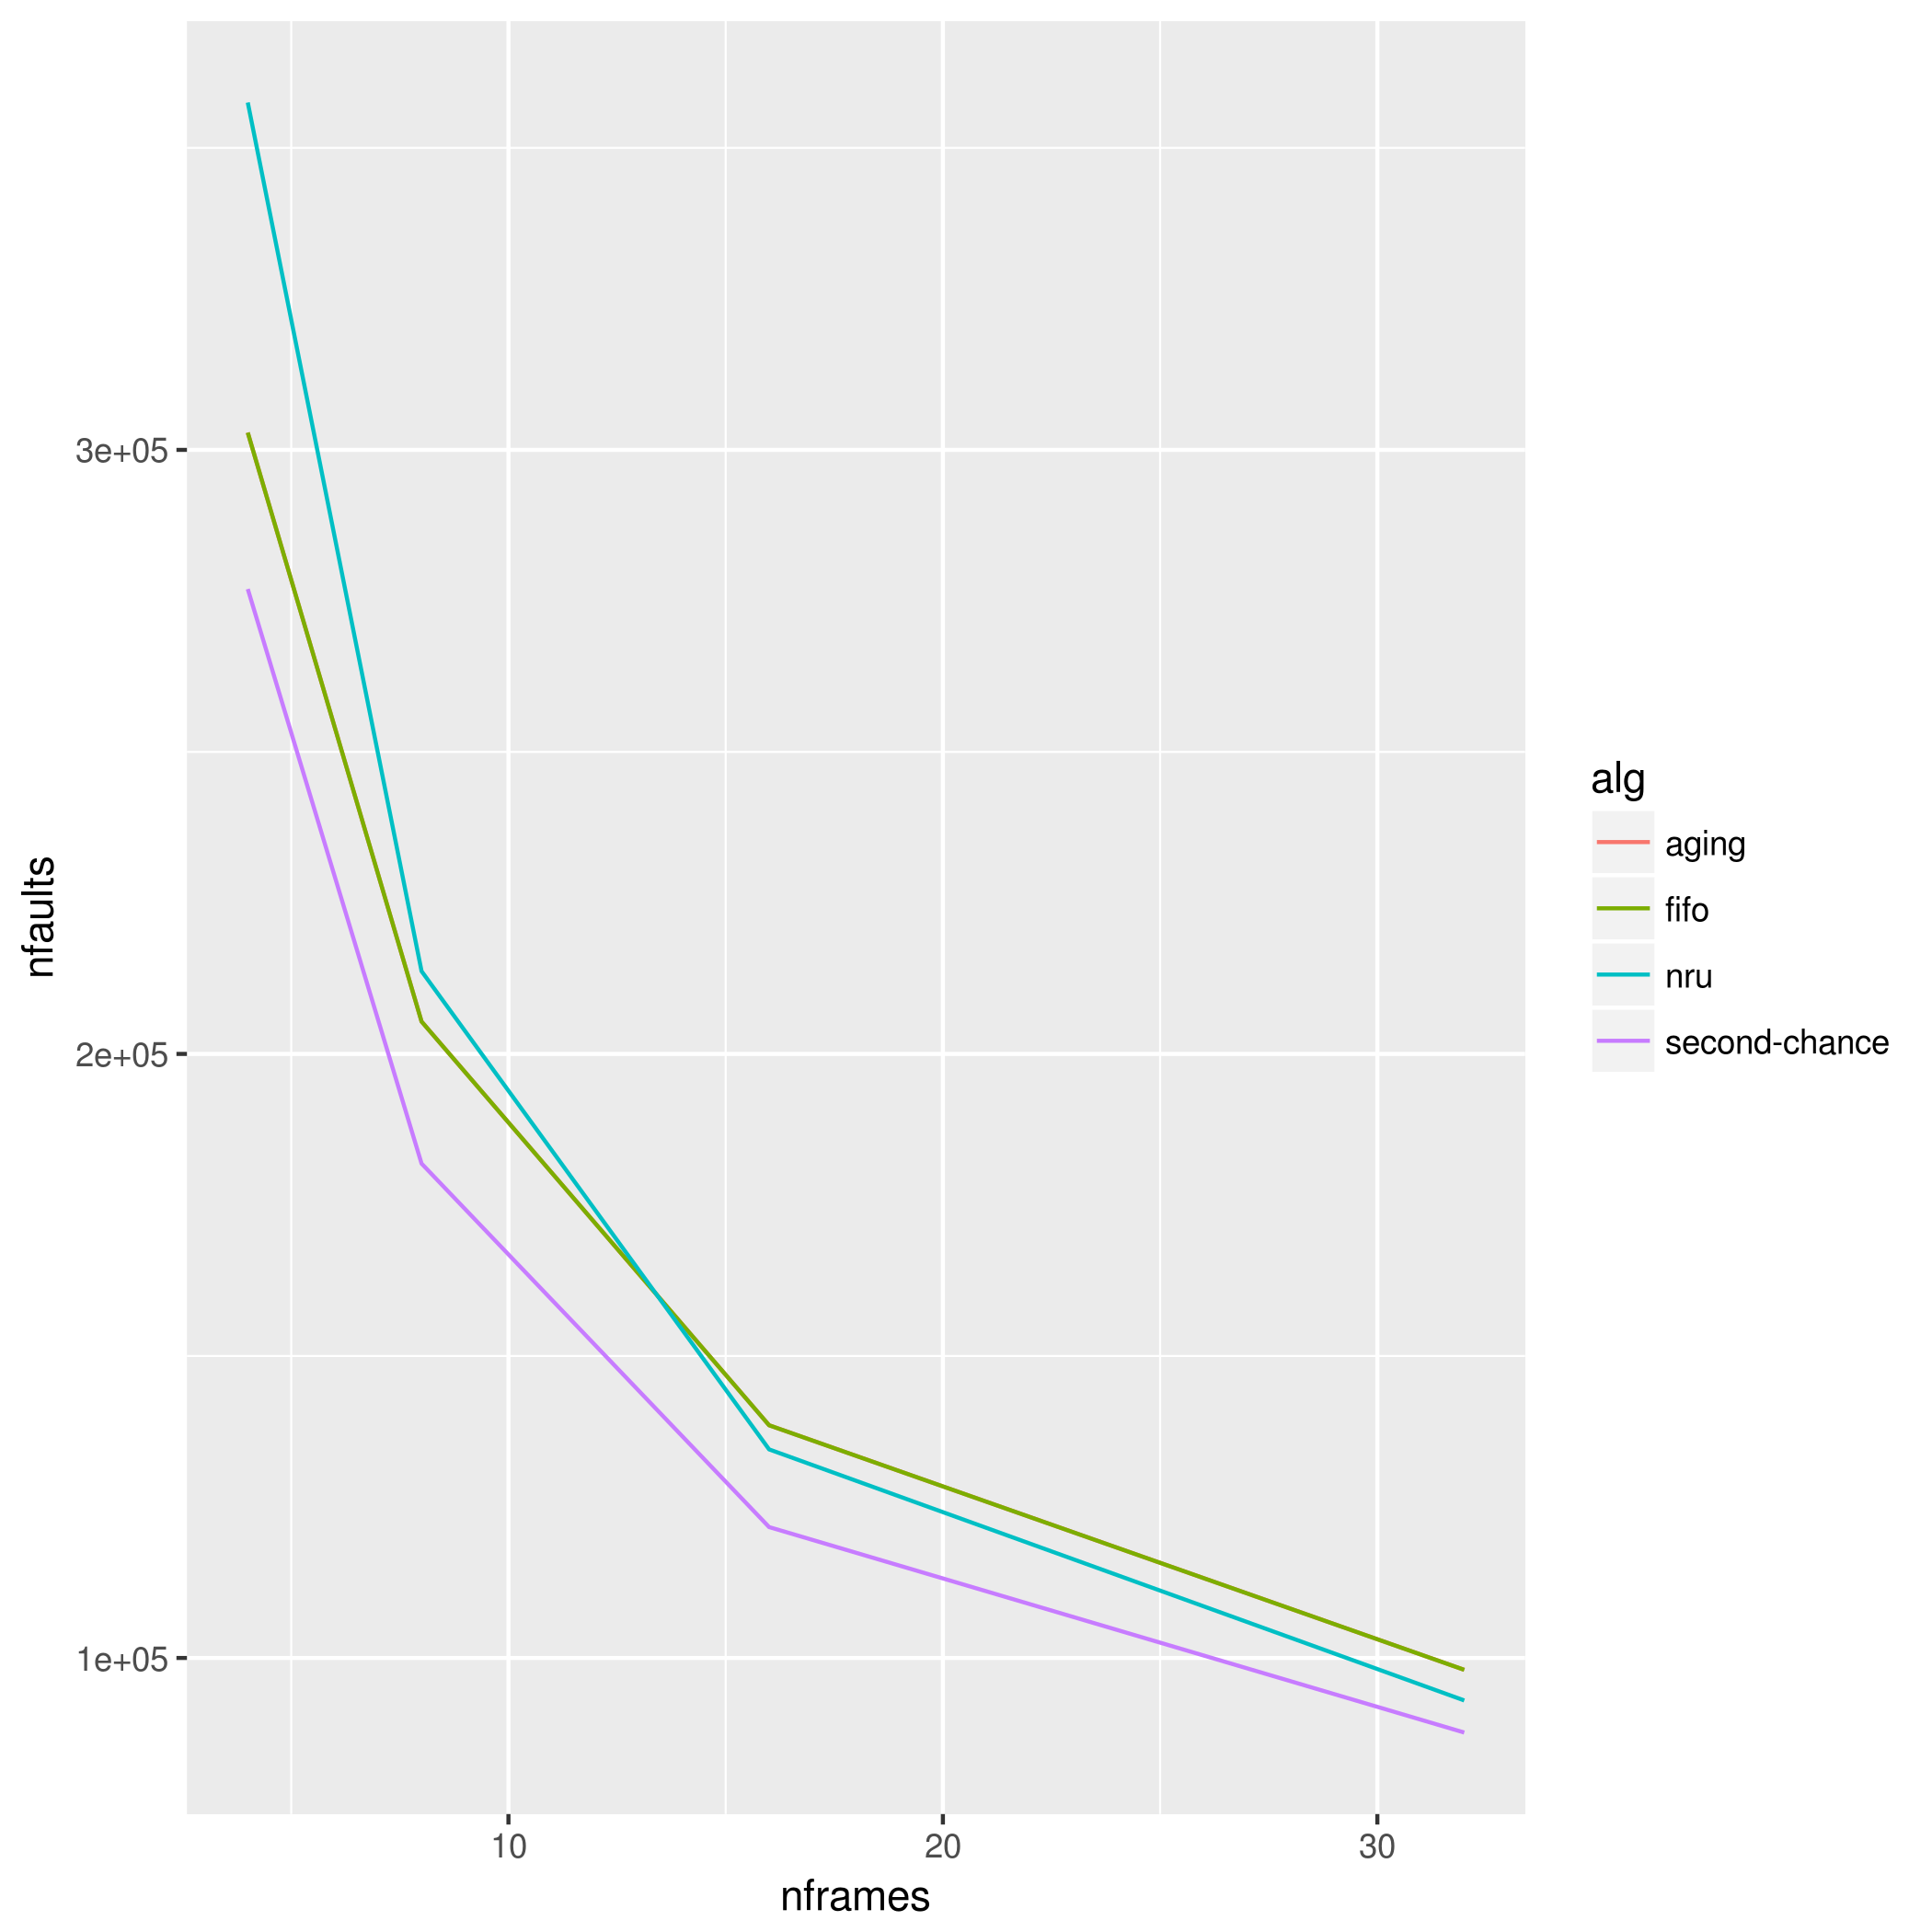 3e+05
2e+05
1e+05
nfaults
10
20
30
nframes
alg
aging
fifo
nru
second-chance